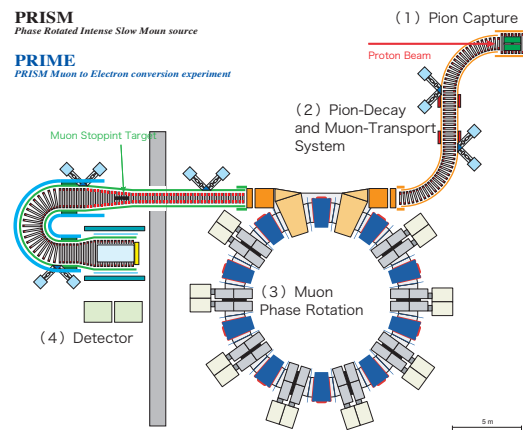 PRISM
Phase Rotated Intense Slow Moun source
PRIME
PRISM Muon to Electron conversion experiment
（1）Pion Capture
Proton Beam
（2）Pion-Decay
and Muon-Transport
System
Muon Stoppint Target
（3）Muon
Phase Rotation
（4）Detector
5 m